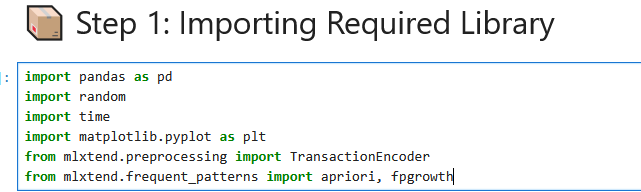 Step 1: Importing Required Library
]:
import pandas as pd
import random
import time
import matplotlib.pyplot as plt
from mlxtend.preprocessing import TransactionEncoder
from mlxtend.frequent_patterns import apriori, fpgrowth